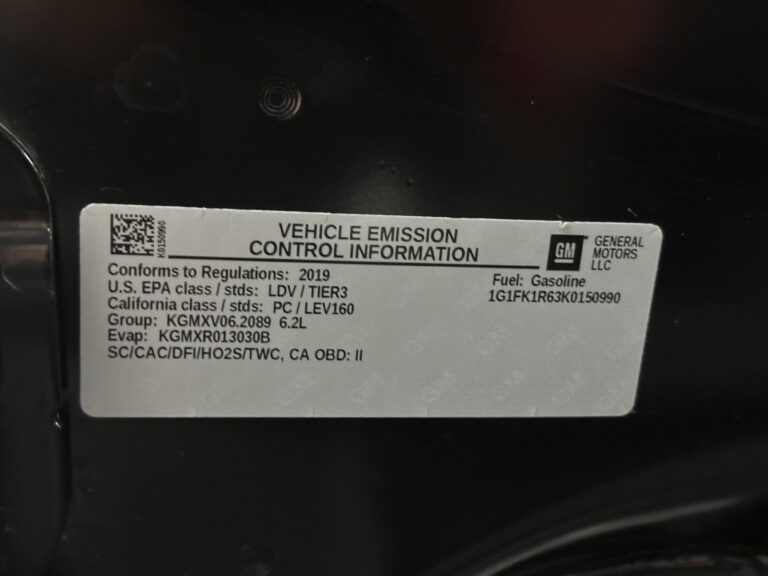 K0150990
VEHICLE EMISSION
CONTROL INFORMATION
GM
GENERAL
MOTORS
LLC
Conforms to Regulations: 2019
Fuel: Gasoline
U.S. EPA class / stds: LDV / TIER3
1G1FK1R63K0150990
California class / stds: PC / LEV160
Group: KGMXV06.2089 6.2L
Evap: KGMXR013030B
SC/CAC/DFI/HO2S/TWC, CA OBD: II